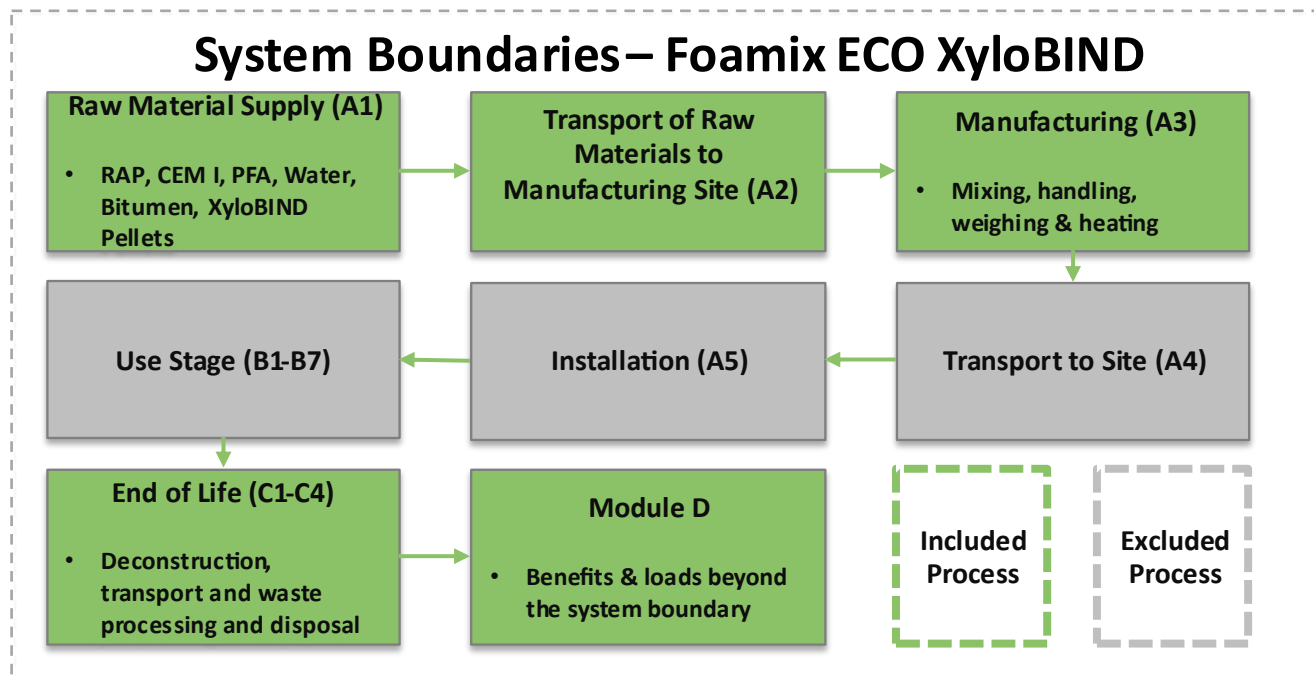 System Boundaries – Foamix ECO XyloBIND
Raw Material Supply (A1)
• RAP, CEM I, PFA, Water,
Bitumen, XyloBIND
Pellets
Transport of Raw
Materials to
Manufacturing Site (A2)
Manufacturing (A3)
• Mixing, handling,
weighing & heating
Use Stage (B1-B7)
Installation (A5)
Transport to Site (A4)
End of Life (C1-C4)
• Deconstruction,
transport and waste
processing and disposal
Module D
• Benefits & loads beyond
the system boundary
Included
Process
Excluded
Process